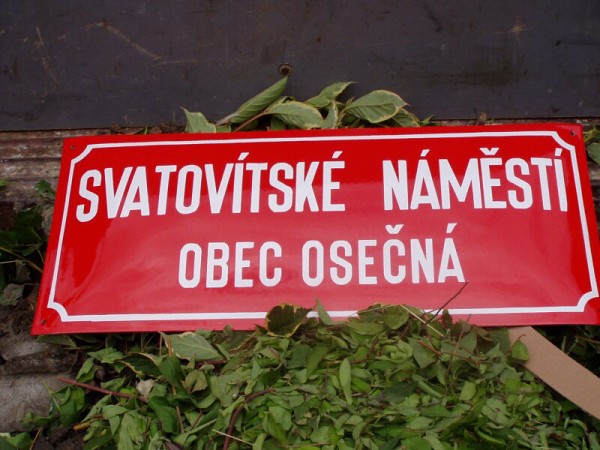 SVATOVÍTSKÉ NÁMĚSTÍ
OBEC OSEČNÁ